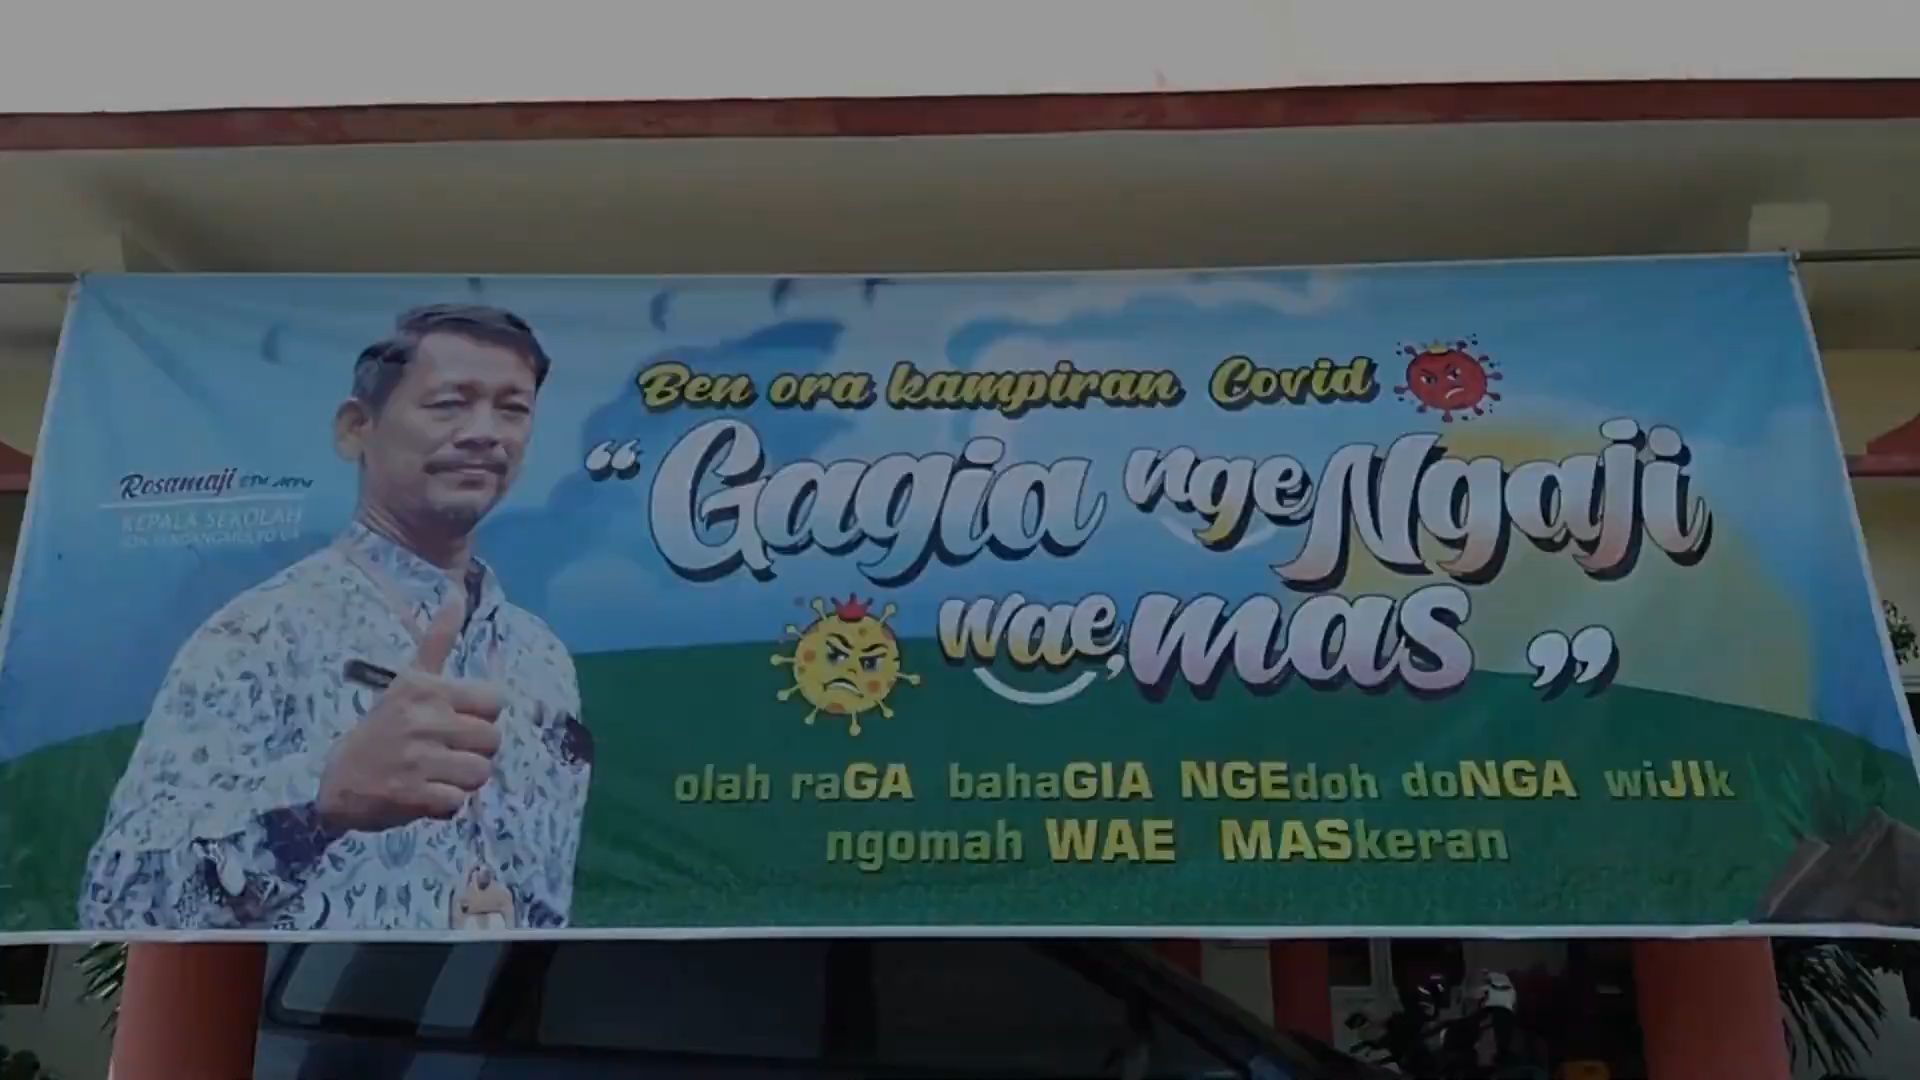 Ben ora kampiran Covid
"Gagia ngeNgaji
wae, mas"
Rosamaji
KEPALA SEKOLAH
olah raGA bahaGIA NGEdoh doNGA wiJIk
ngomah WAE MASkeran